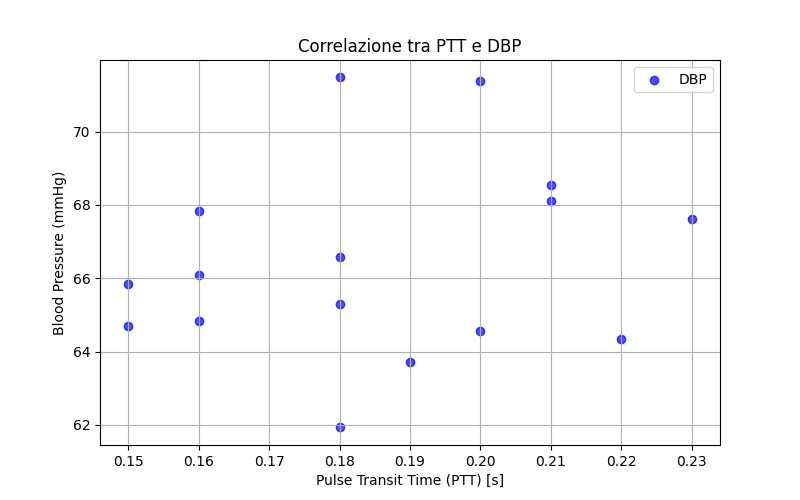 Correlazione tra PTT e DBP
DBP
Blood Pressure (mmHg)
70
68
66
64
62
0.15 0.16 0.17 0.18 0.19 0.20 0.21 0.22 0.23
Pulse Transit Time (PTT) [s]